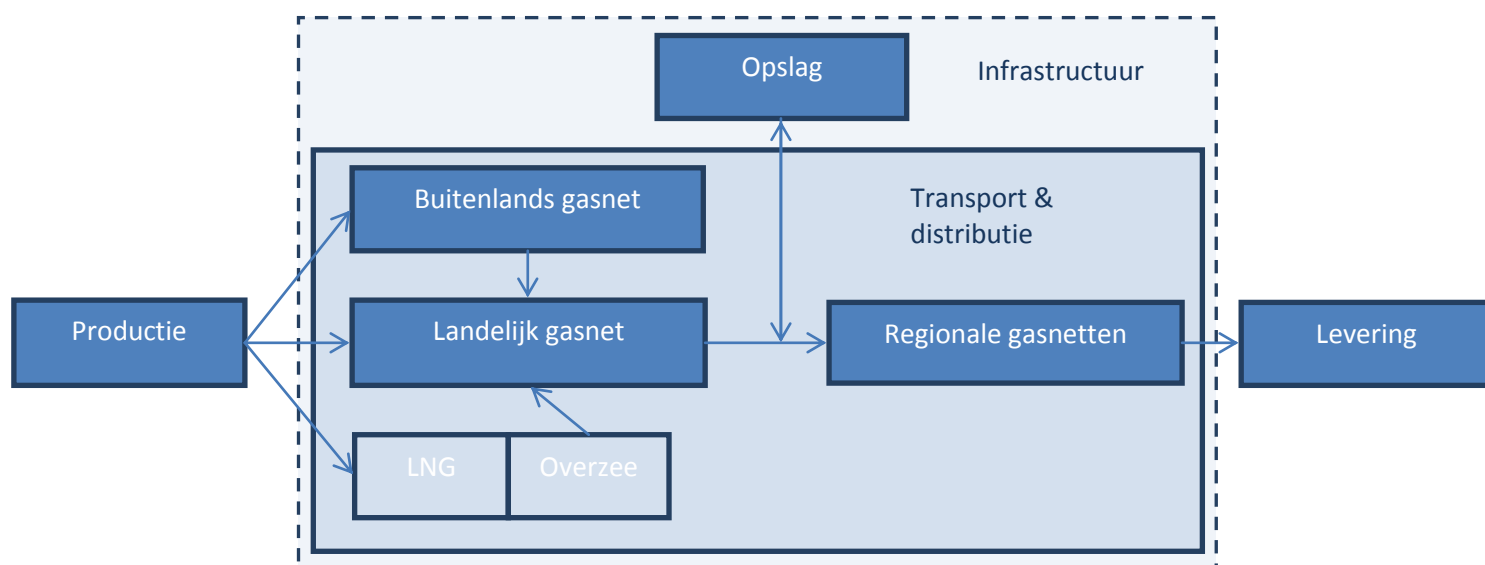 Opslag
Infrastructuur
Buitenlands gasnet
Transport &
distributie
Productie
Landelijk gasnet
Regionale gasnetten
Levering
LNG
Overzee